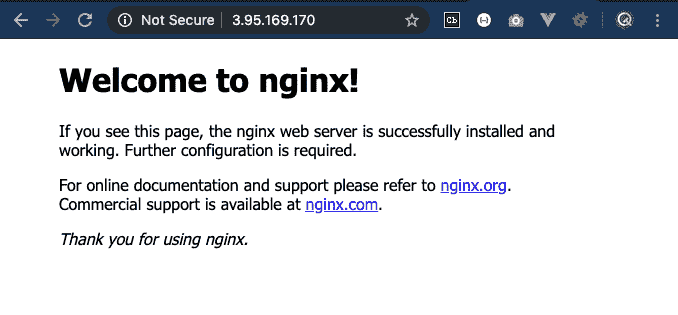 Not Secure 3.95.169.170
Cb
Welcome to nginx!
If you see this page, the nginx web server is successfully installed and
working. Further configuration is required.
For online documentation and support please refer to nginx.org.
Commercial support is available at nginx.com.
Thank you for using nginx.